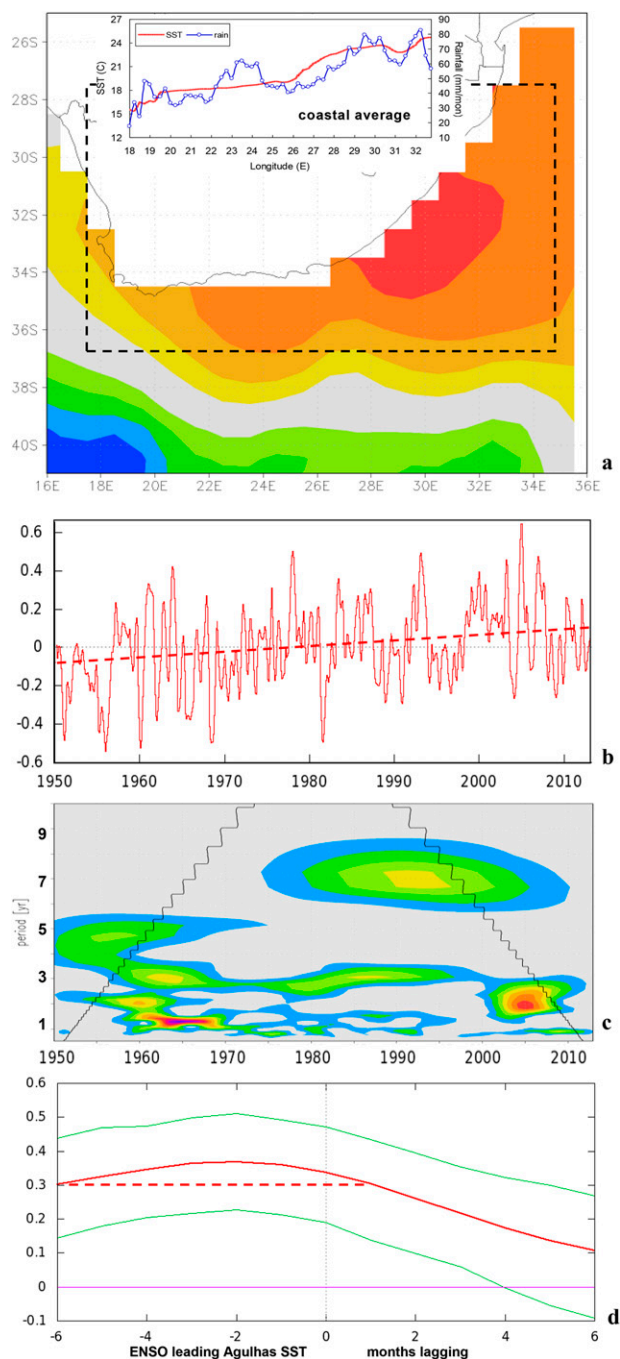 SST rain
coastal average
SST (C)
27
24
21
18
15
12
90
80
70
60
50
40
30
20
10
Rainfall (mm/mon)
18 19 20 21 22 23 24 25 26 27 28 29 30 31 32
Longitude (E)
26S
28S
30S
32S
34S
36S
38S
40S
16E 18E 20E 22E 24E 26E 28E 30E 32E 34E 36E
a
0.6
0.4
0.2
0
-0.2
-0.4
-0.6
1950 1960 1970 1980 1990 2000 2010
b
period [yr]
9
7
5
3
1
1950 1960 1970 1980 1990 2000 2010
c
0.6
0.5
0.4
0.3
0.2
0.1
0
-0.1
-6 -4 -2 0 2 4 6
ENSO leading Agulhas SST months lagging
d